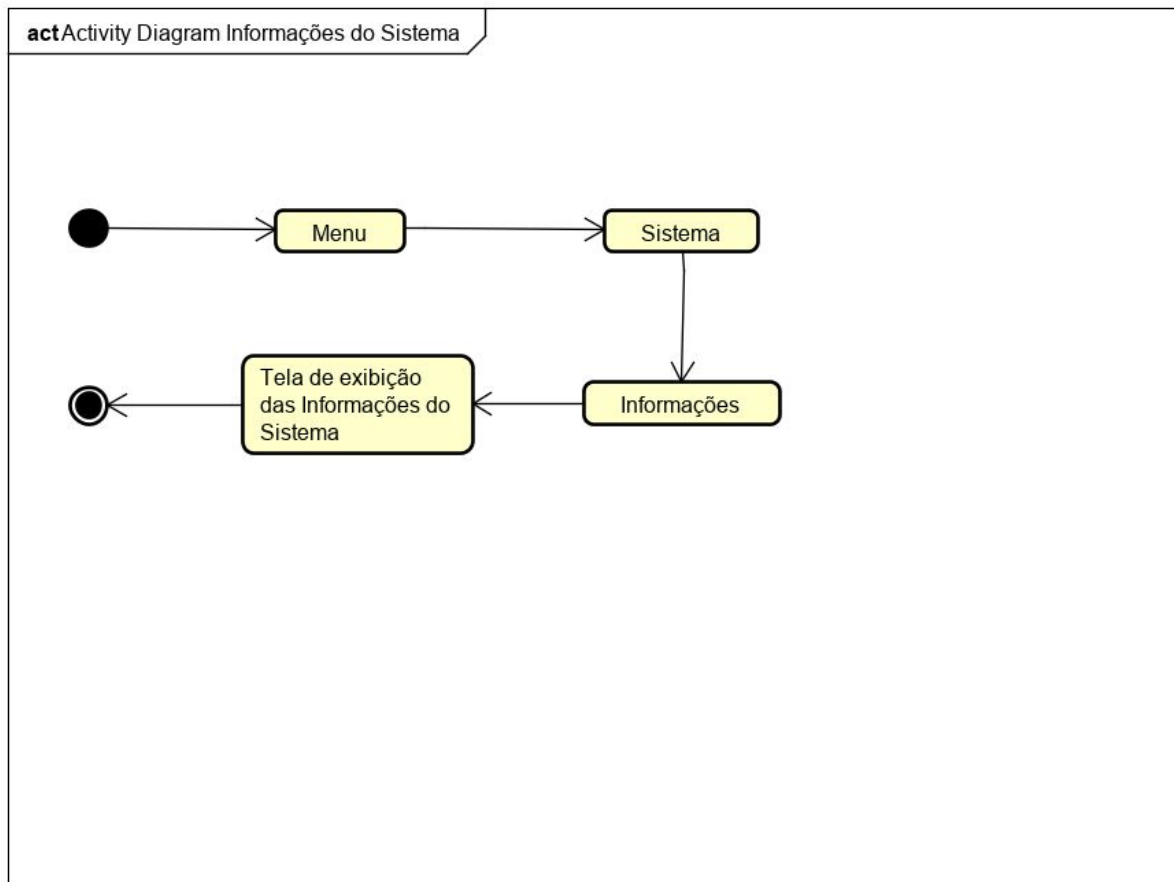 act Activity Diagram Informações do Sistema
Menu
Sistema
Tela de exibição
das Informações do
Sistema
Informações